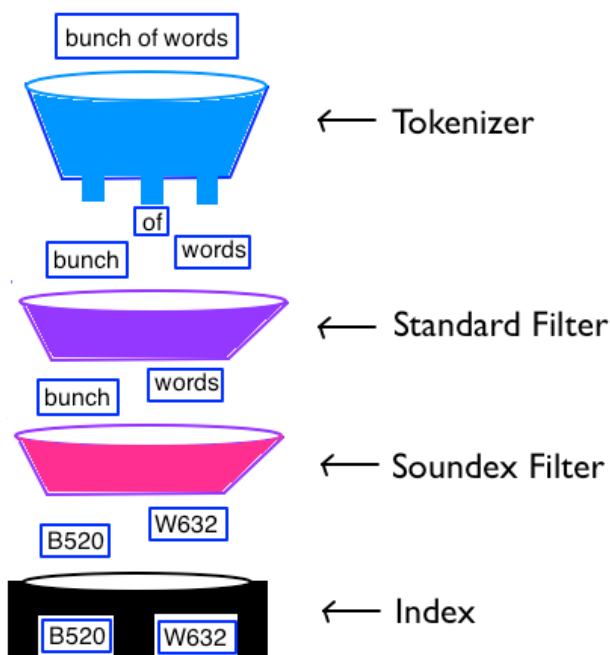 bunch of words
← Tokenizer
of
bunch
words
← Standard Filter
bunch
words
← Soundex Filter
B520
W632
← Index
B520
W632